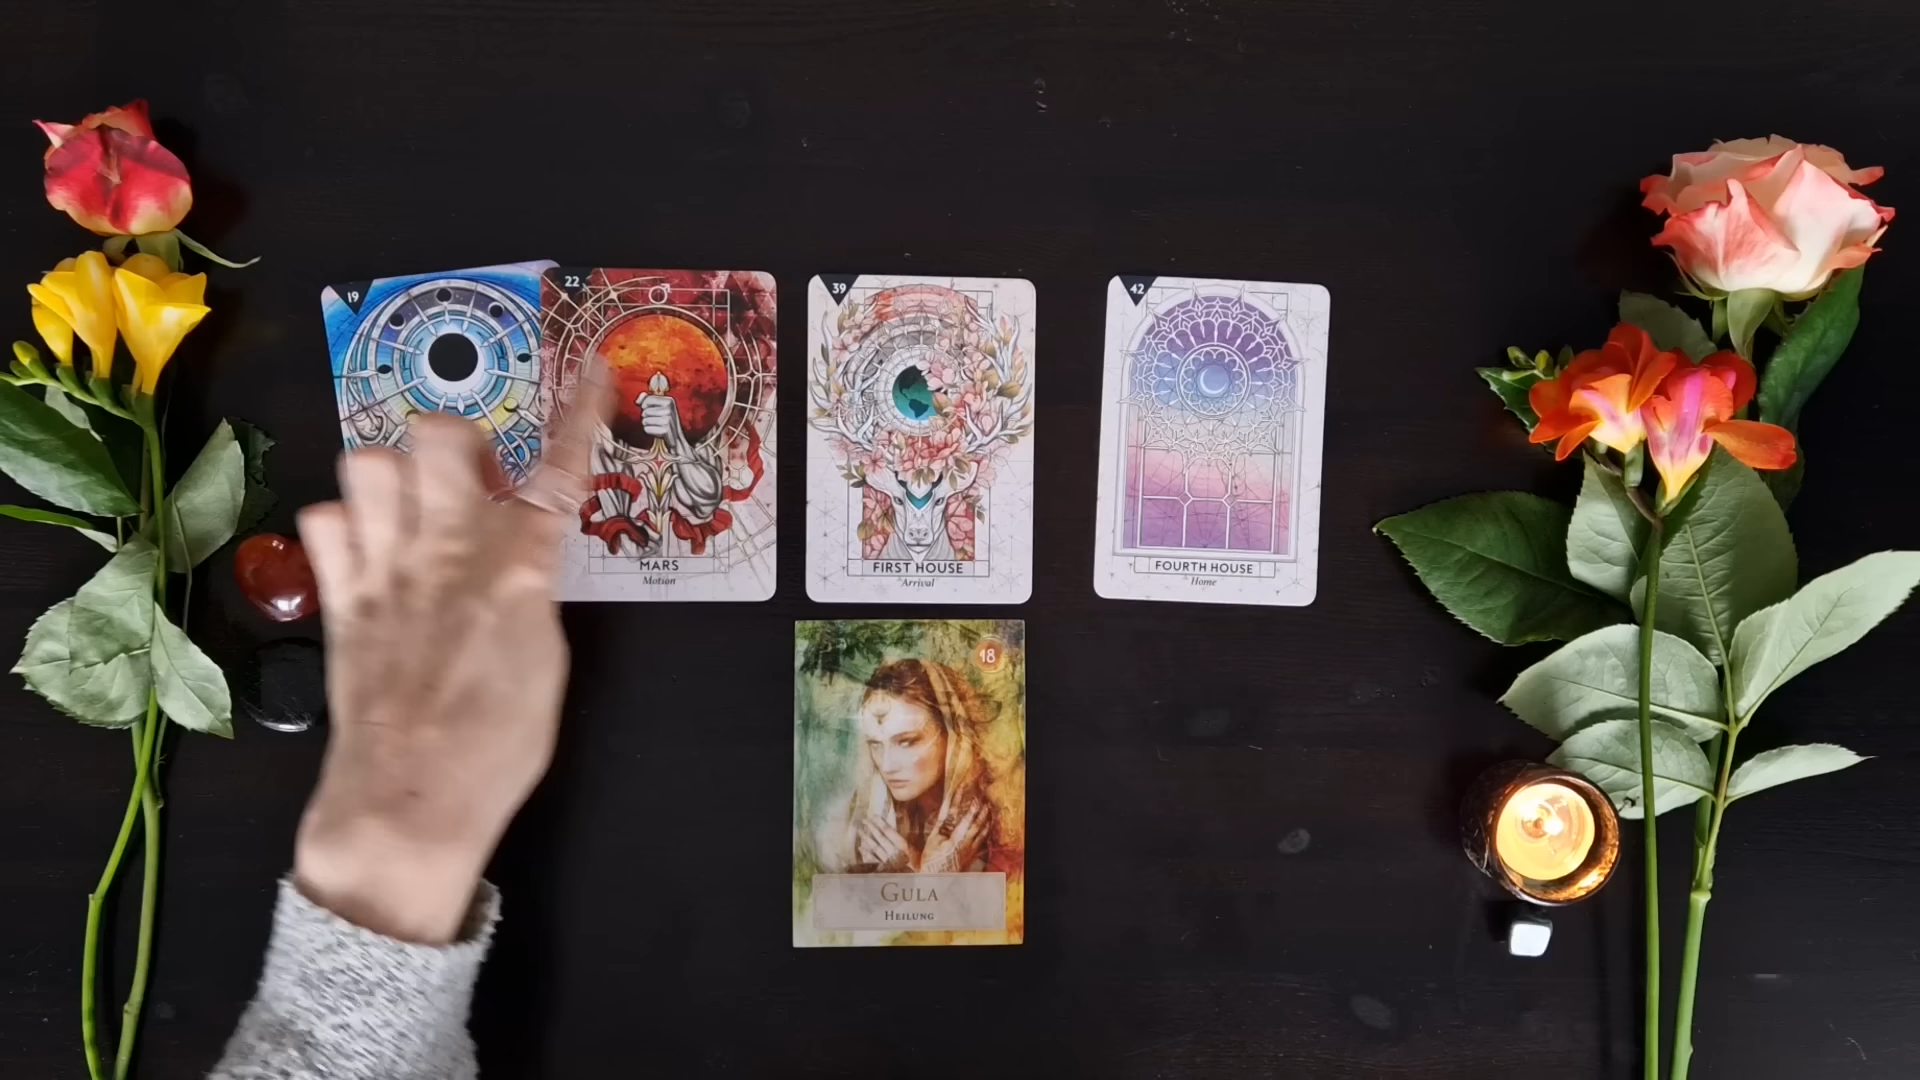 19
22
MARS
Motion
39
FIRST HOUSE
Arrival
42
FOURTH HOUSE
Home
18
GULA
HEILUNG